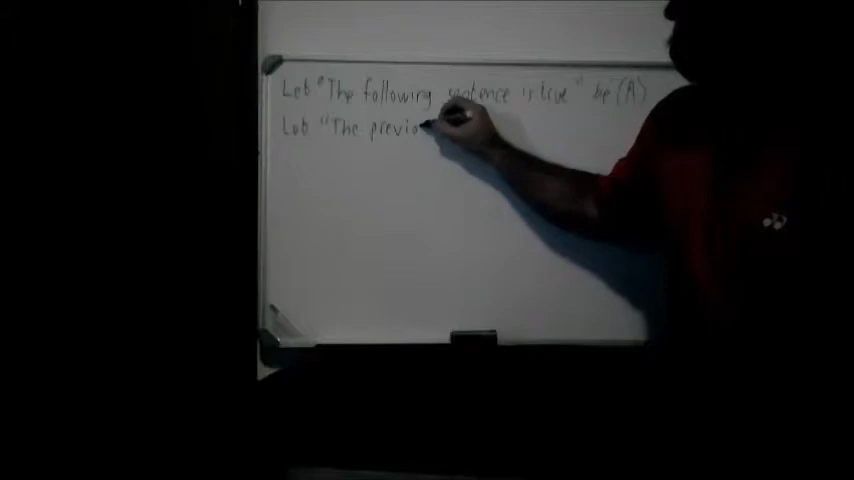 Let "The following sentence is true" be (A)
Let "The previo